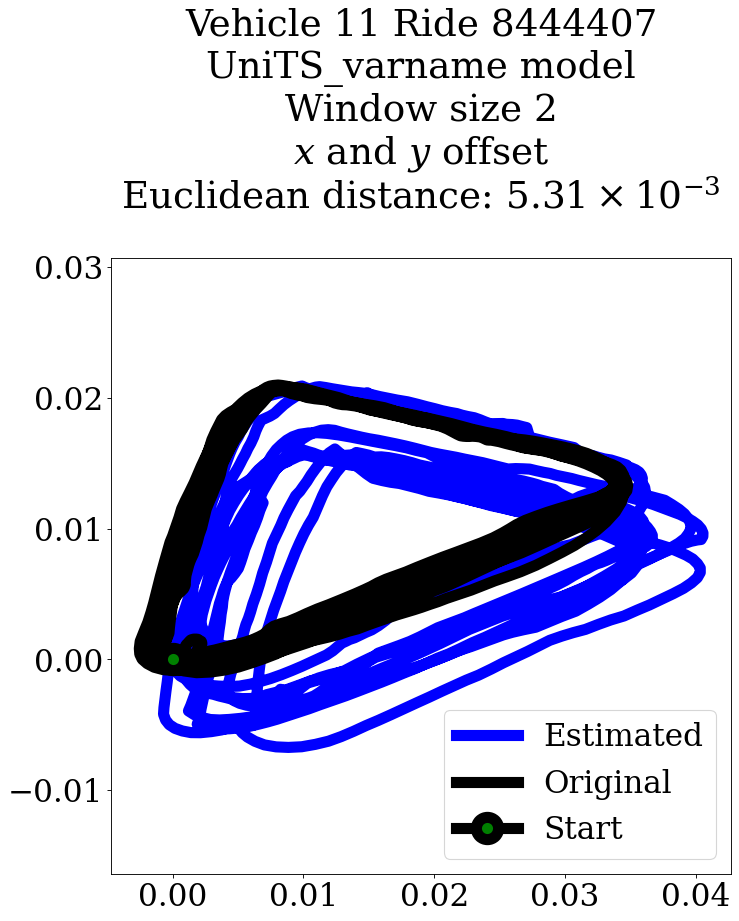 Vehicle 11 Ride 8444407
UniTS_varname model
Window size 2
x and y offset
Euclidean distance: 5.31 × 10⁻³
0.03
0.02
0.01
0.00
−0.01
Estimated
Original
Start
0.00 0.01 0.02 0.03 0.04